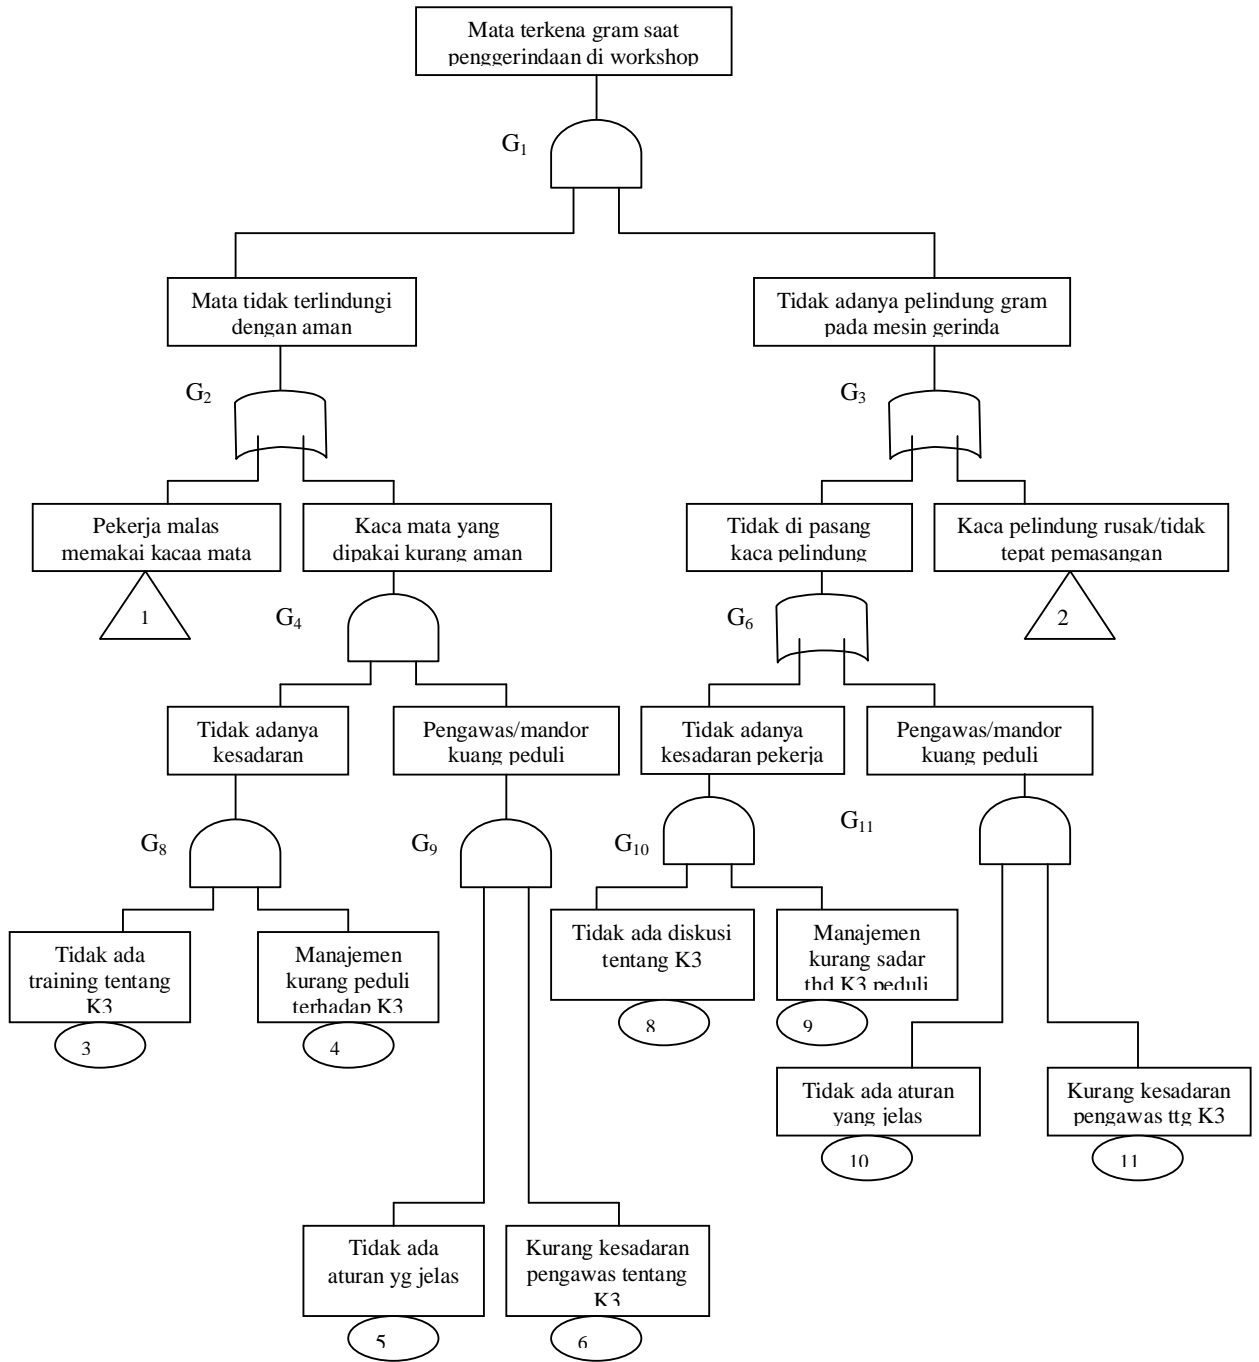 Mata terkena gram saat
penggerindaan di workshop
G1
Mata tidak terlindungi
dengan aman
Tidak adanya pelindung gram
pada mesin gerinda
G2
G3
Pekerja malas
memakai kacaa mata
Kaca mata yang
dipakai kurang aman
Tidak di pasang
kaca pelindung
Kaca pelindung rusak/tidak
tepat pemasangan
1
2
G4
G6
Tidak adanya
kesadaran
Pengawas/mandor
kuang peduli
Tidak adanya
kesadaran pekerja
Pengawas/mandor
kuang peduli
G8
G9
G10
G11
Tidak ada
training tentang
K3
Manajemen
kurang peduli
terhadap K3
Tidak ada diskusi
tentang K3
Manajemen
kurang sadar
thd K3 peduli
3
4
8
9
Tidak ada aturan
yang jelas
Kurang kesadaran
pengawas ttg K3
10
11
Tidak ada
aturan yg jelas
Kurang kesadaran
pengawas tentang
K3
5
6